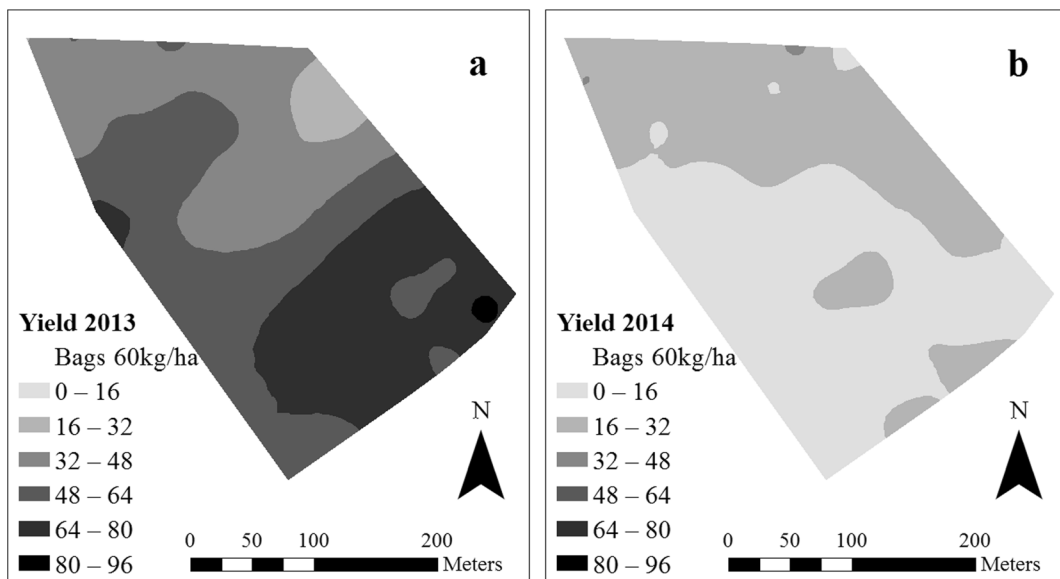 a
Yield 2013
Bags 60kg/ha
0 – 16
16 – 32
32 – 48
48 – 64
64 – 80
80 – 96
N
0 50 100 200
Meters
b
Yield 2014
Bags 60kg/ha
0 – 16
16 – 32
32 – 48
48 – 64
64 – 80
80 – 96
N
0 50 100 200
Meters